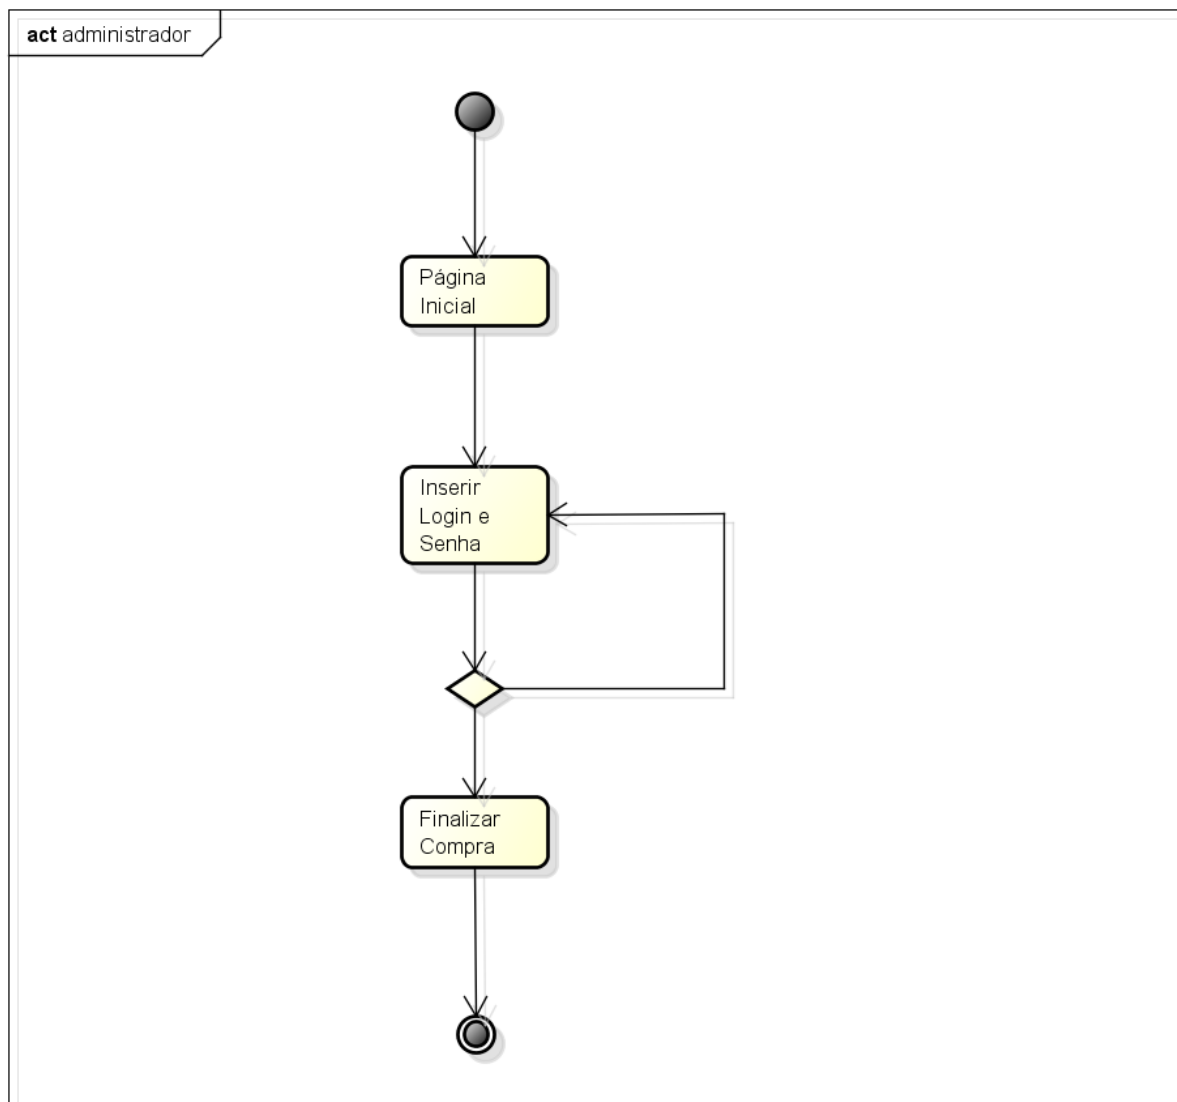 act administrador
Página
Inicial
Inserir
Login e
Senha
Finalizar
Compra